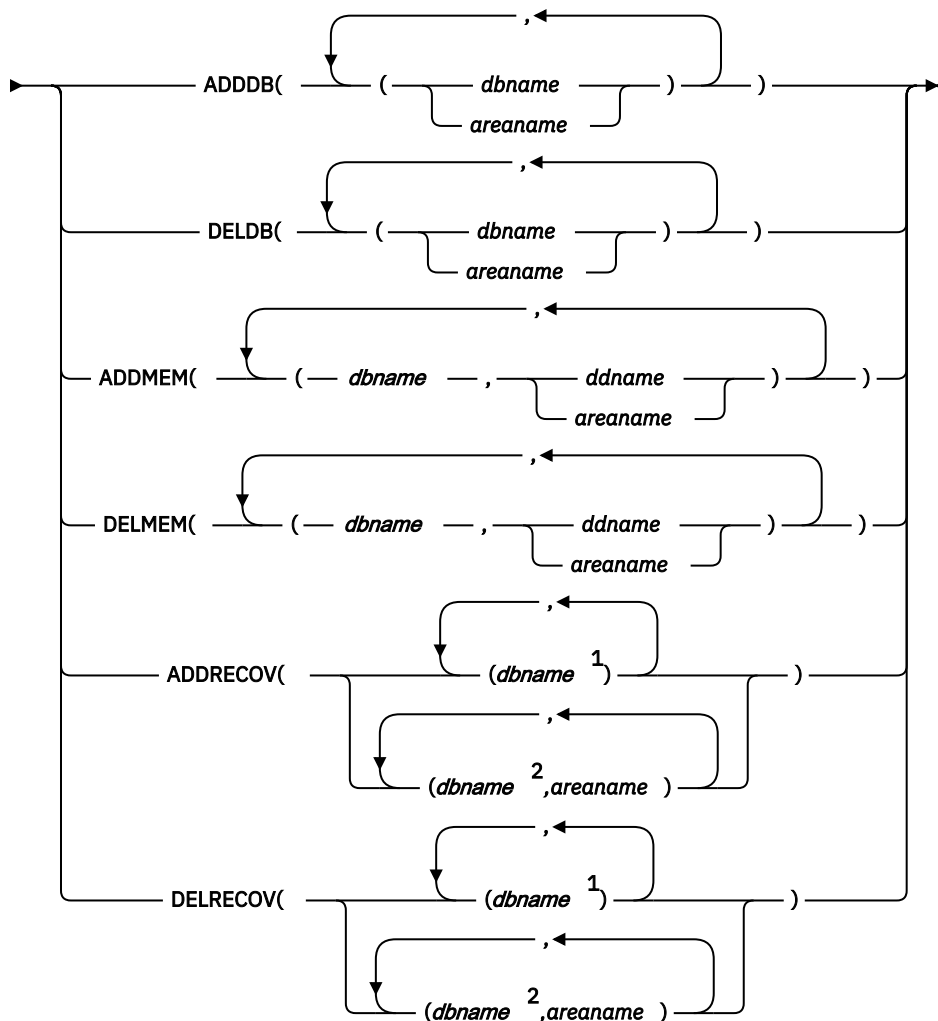 ,
ADDDB( ( dbname ) )
areaname
,
DELDB( ( dbname ) )
areaname
,
ADDMEM( ( dbname , ddname ) )
areaname
,
DELMEM( ( dbname , ddname ) )
areaname
,
ADDRECOV( (dbname 1) )
,
(dbname 2,areaname )
,
DELRECOV( (dbname 1) )
,
(dbname 2,areaname )